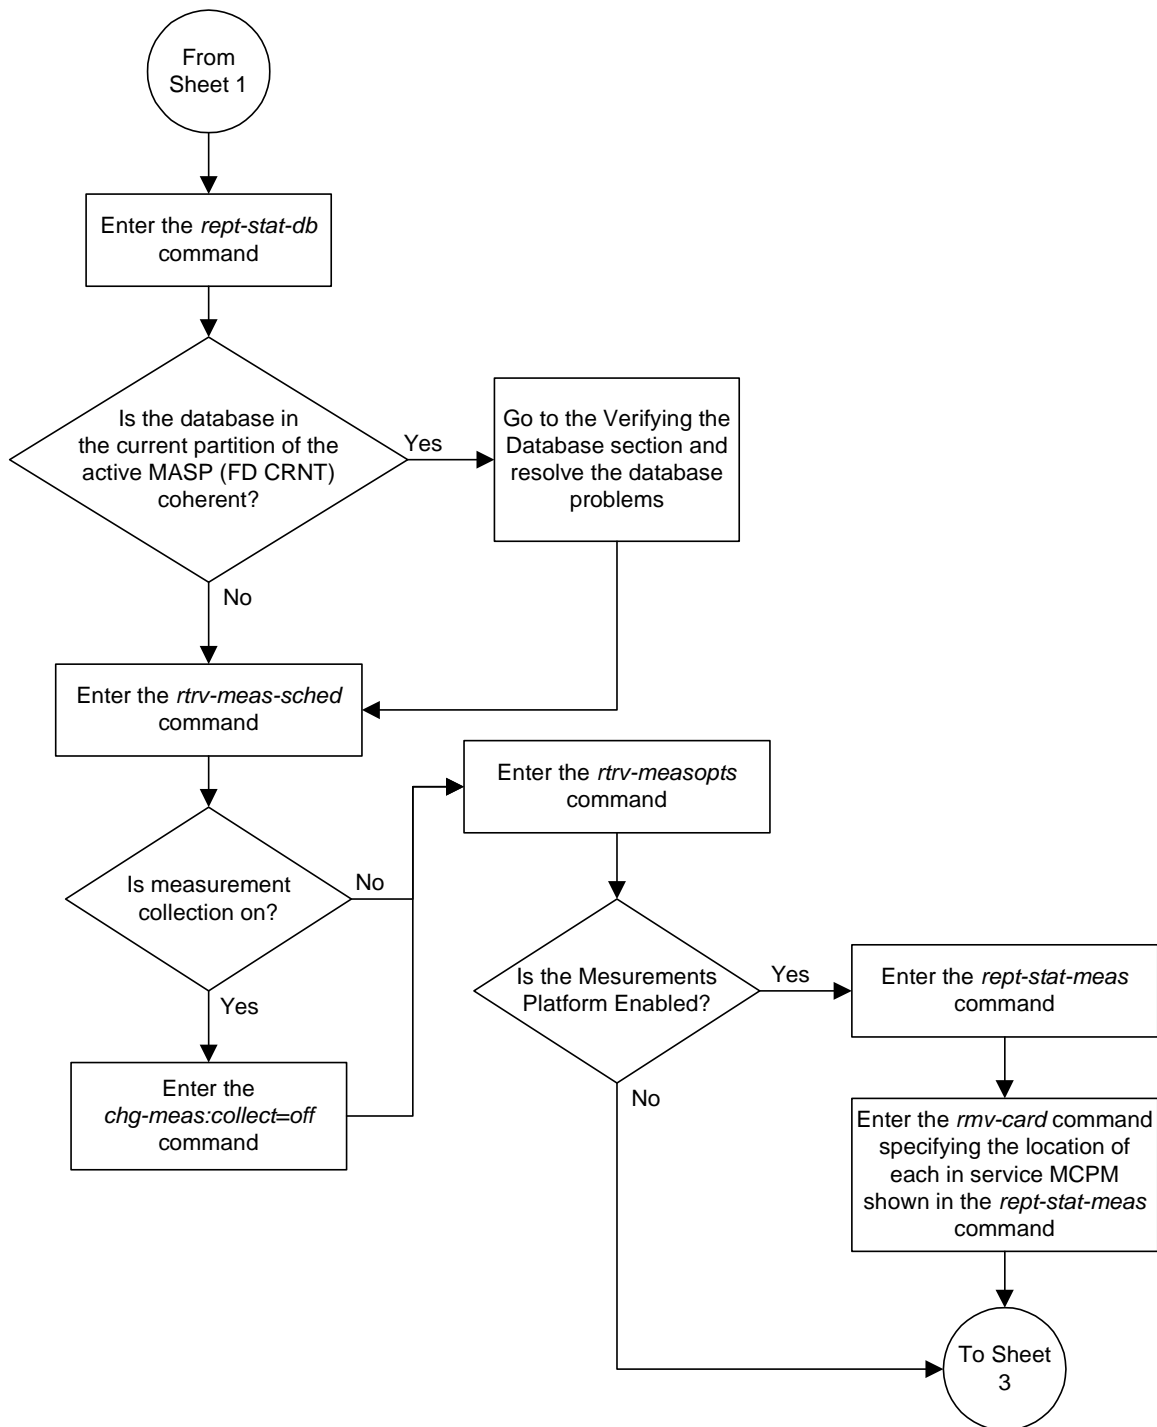 From
Sheet 1
Enter the rept-stat-db
command
Is the database in
the current partition of the
active MASP (FD CRNT)
coherent?
Yes
Go to the Verifying the
Database section and
resolve the database
problems
No
Enter the rtrv-meas-sched
command
Is measurement
collection on?
No
Yes
Enter the
chg-meas:collect=off
command
Enter the rtrv-measopts
command
Is the Mesurements
Platform Enabled?
Yes
No
Enter the rept-stat-meas
command
Enter the rmv-card command
specifying the location of
each in service MCPM
shown in the rept-stat-meas
command
To Sheet
3